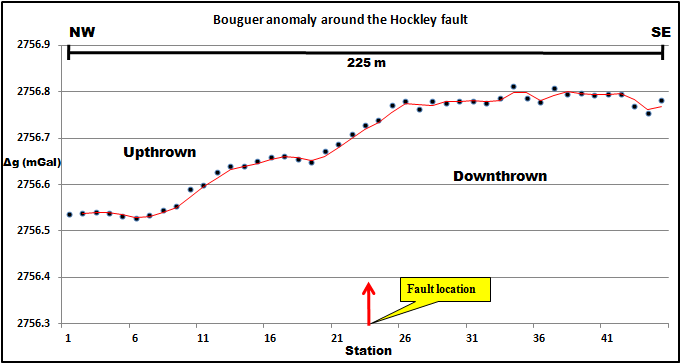 Bouguer anomaly around the Hockley fault
NW
SE
225 m
2756.9
2756.8
2756.7
2756.6
2756.5
2756.4
2756.3
Δg (mGal)
Upthrown
Downthrown
Fault location
1 6 11 16 21 26 31 36 41
Station